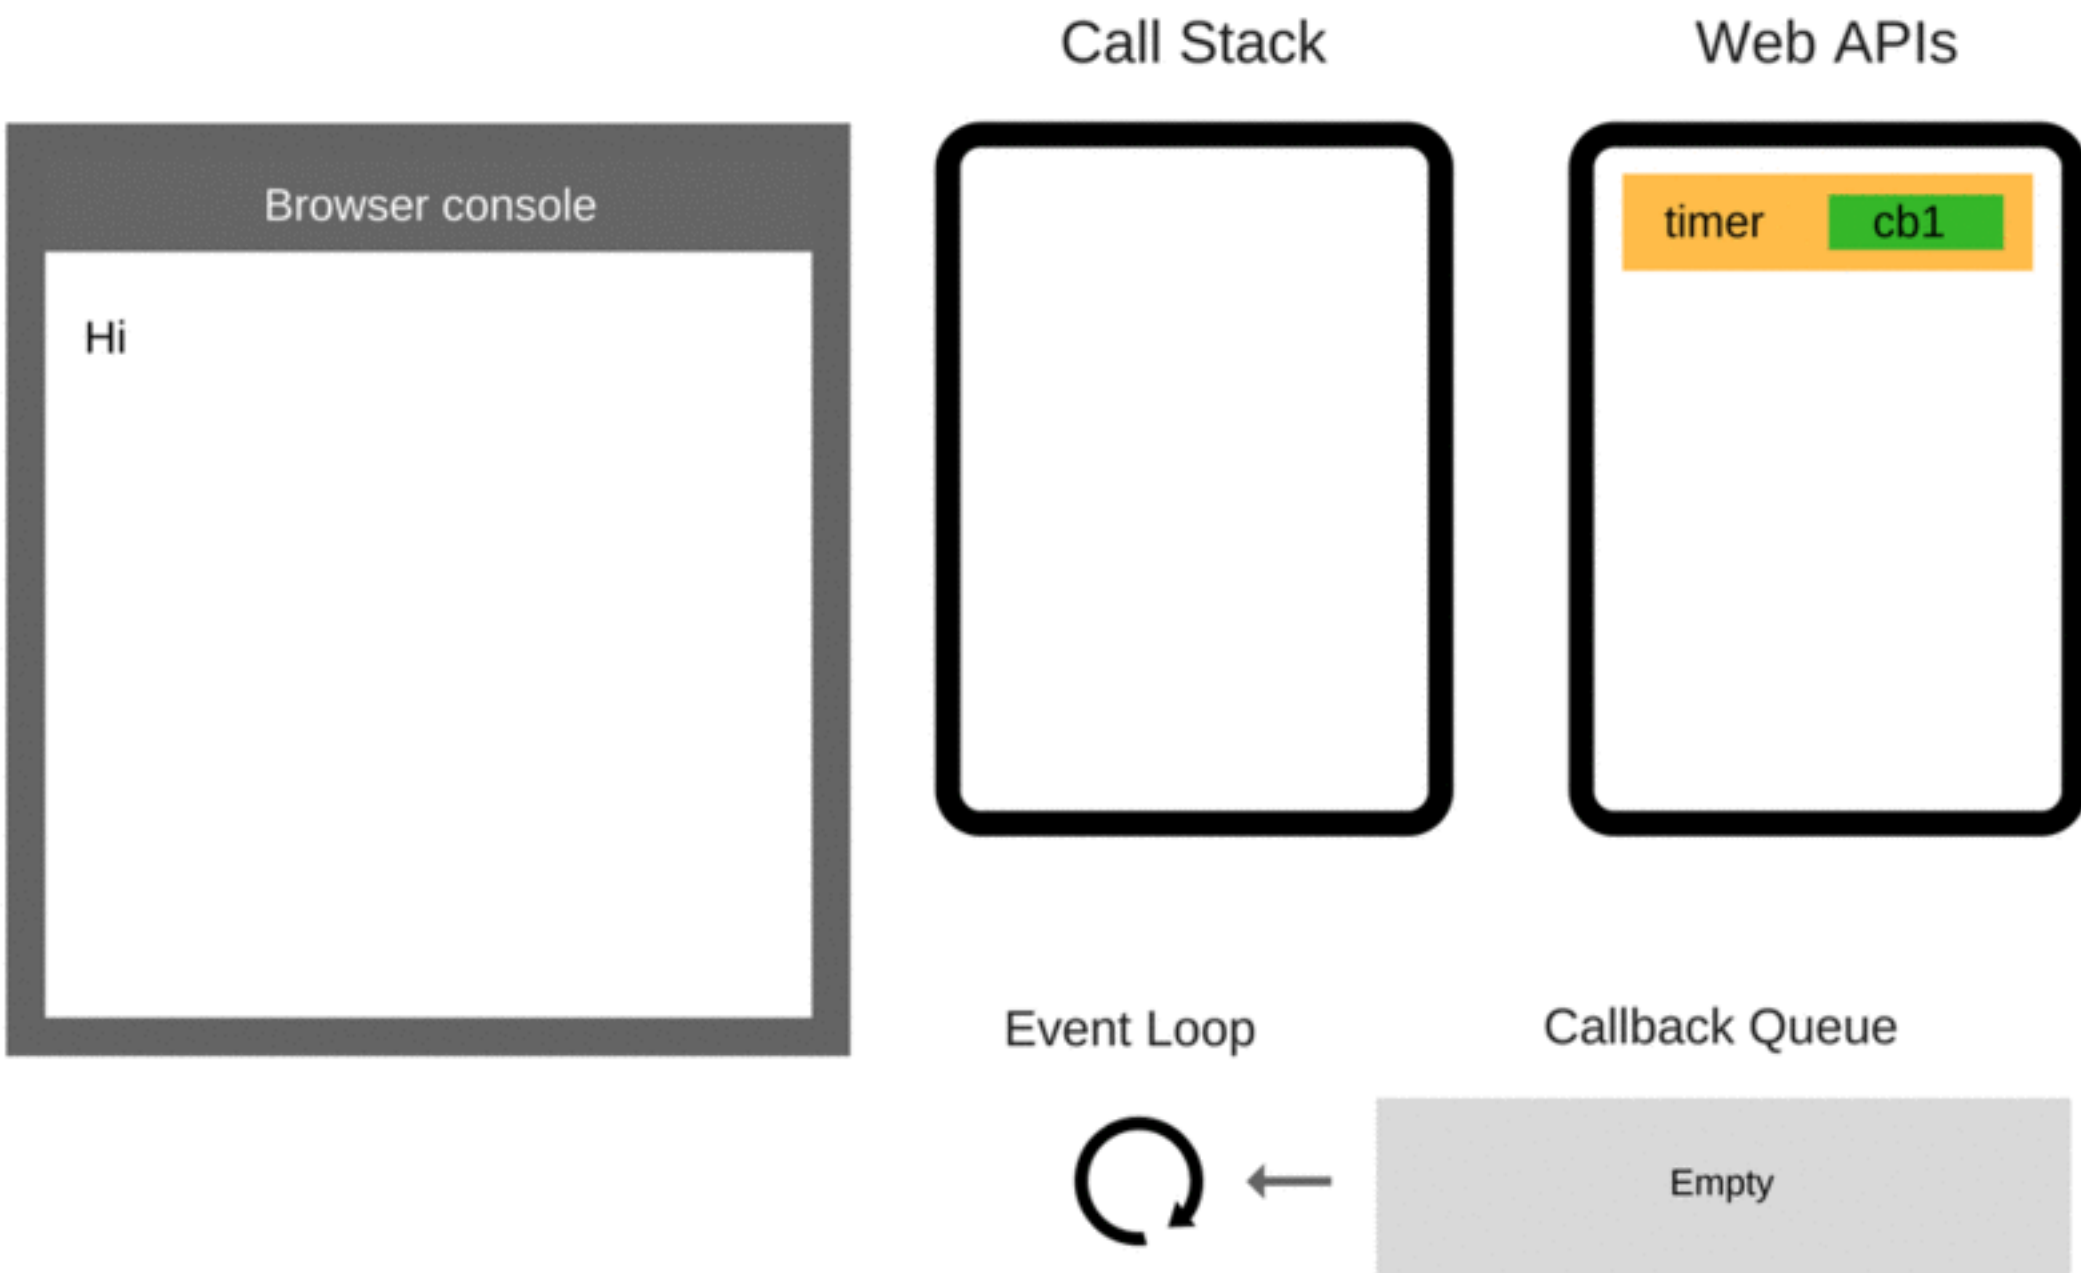 Call Stack
Web APIs
Browser console
timer
cb1
Hi
Event Loop
Callback Queue
Empty